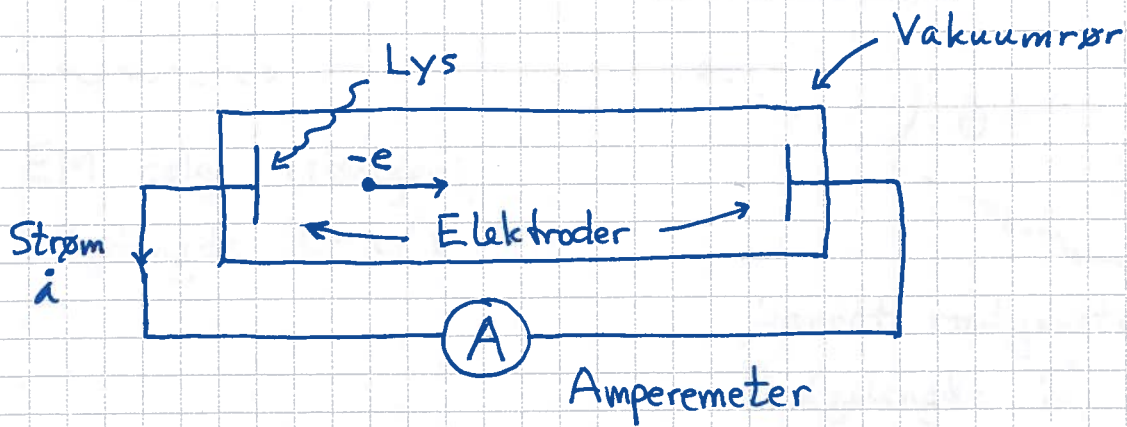 Vakuumrør
Lys
-e
Elektroder
Strøm
i
A
Amperemeter